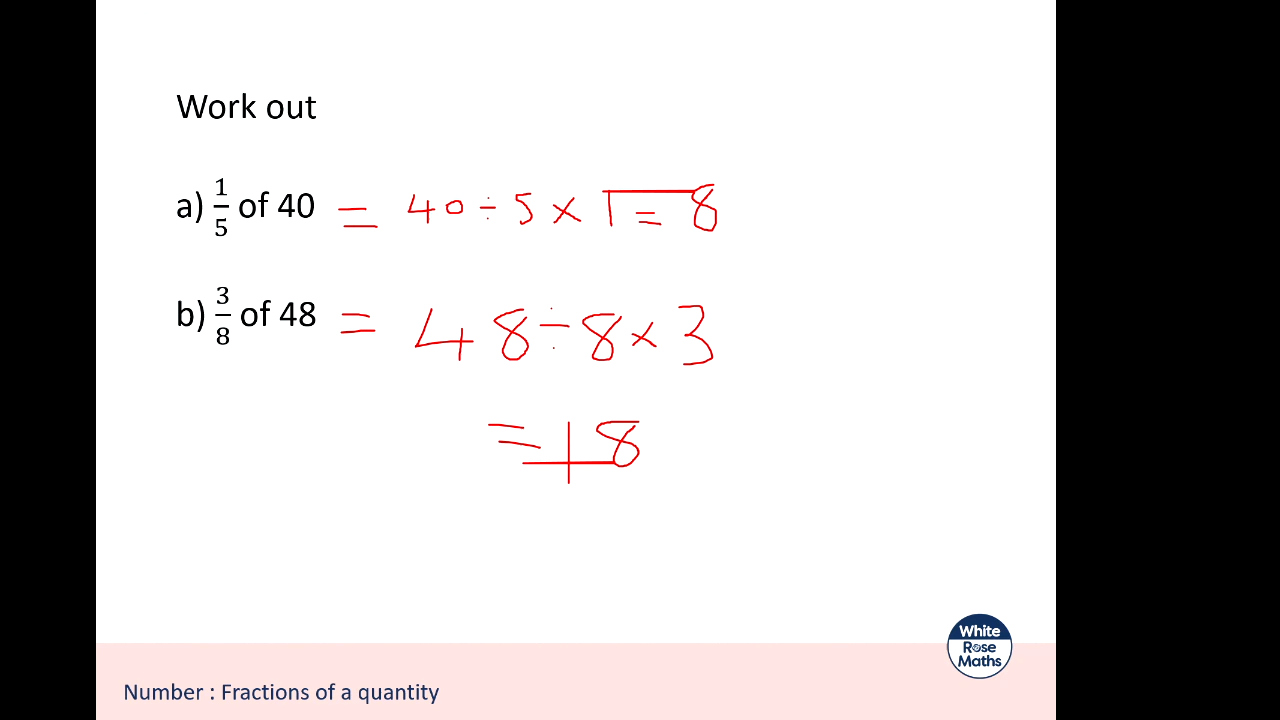 Work out
a) 1/5 of 40 = 40 ÷ 5 × 1 = 8
b) 3/8 of 48 = 48 ÷ 8 × 3
= 18
White
Rose
Maths
Number : Fractions of a quantity